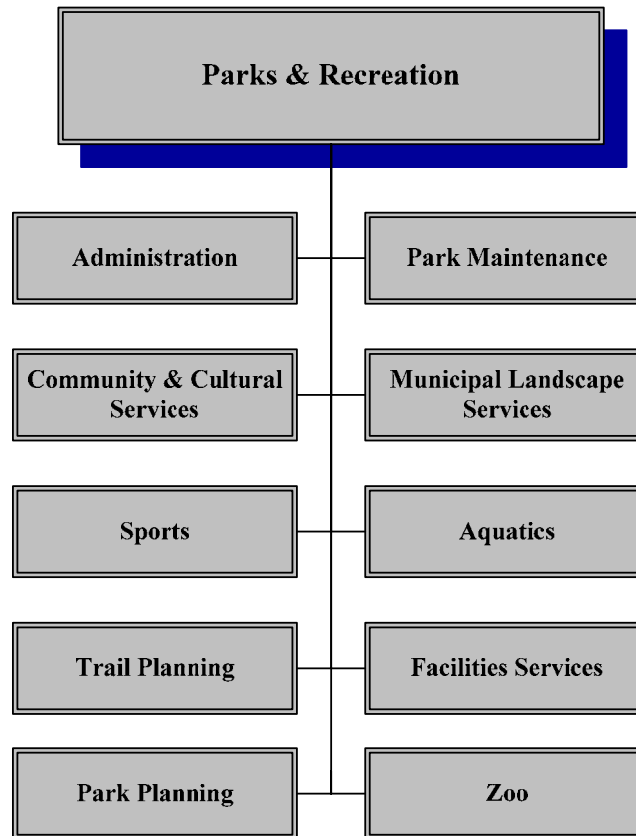 Parks & Recreation
Administration
Park Maintenance
Community & Cultural
Services
Municipal Landscape
Services
Sports
Aquatics
Trail Planning
Facilities Services
Park Planning
Zoo